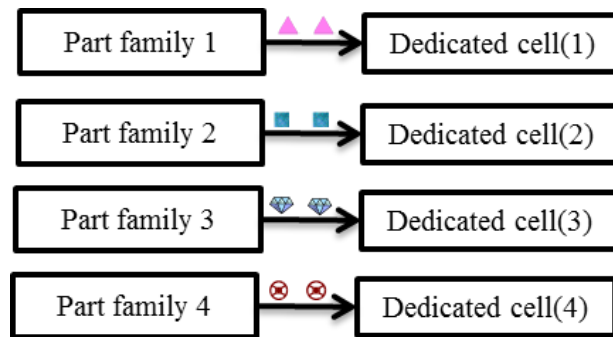 Part family 1 Dedicated cell(1)
Part family 2 Dedicated cell(2)
Part family 3 Dedicated cell(3)
Part family 4 Dedicated cell(4)